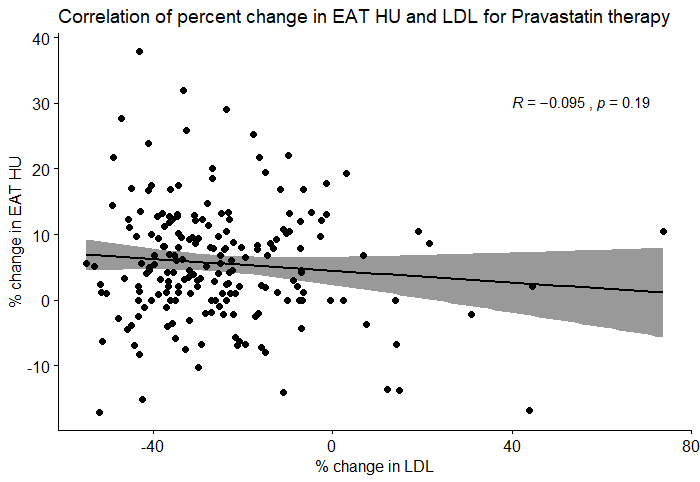 Correlation of percent change in EAT HU and LDL for Pravastatin therapy
40
30
20
10
0
-10
% change in EAT HU
R = −0.095 , p = 0.19
-40
0
40
80
% change in LDL